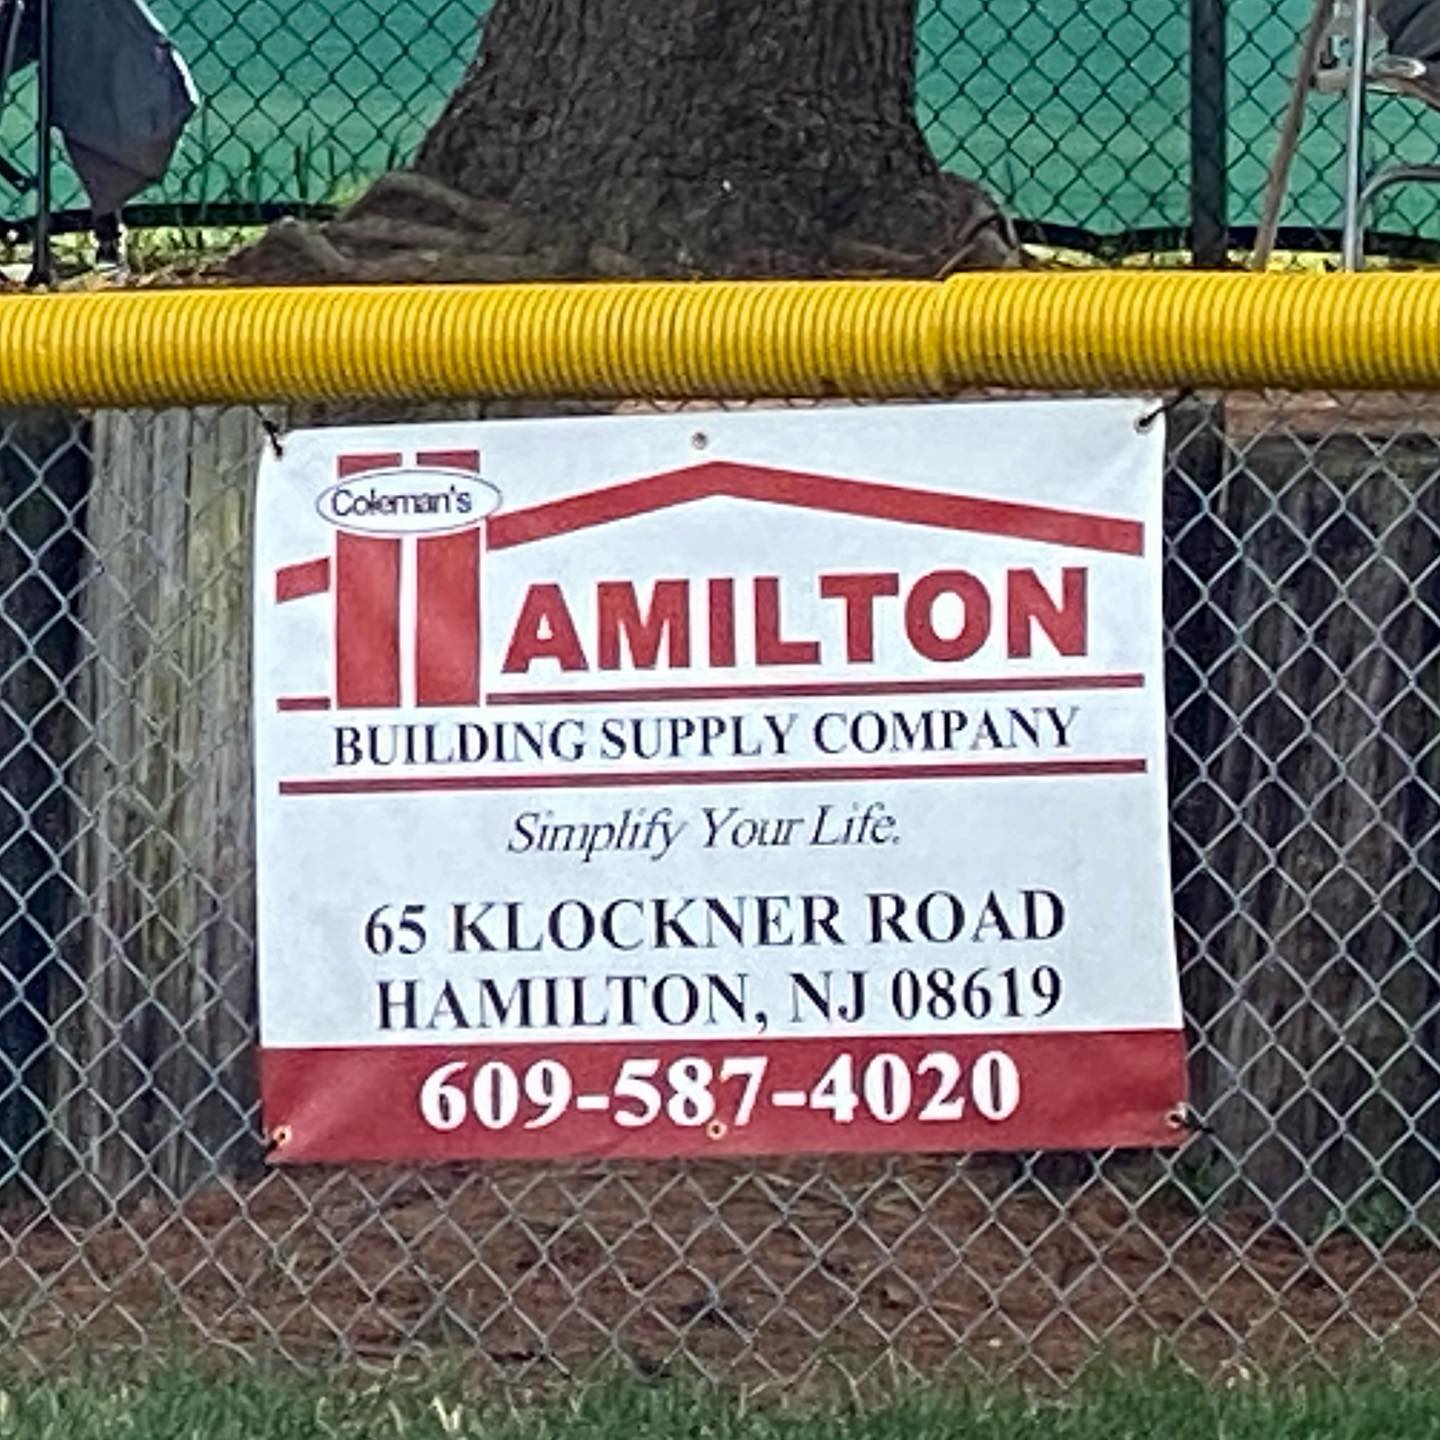 Coleman's
HAMILTON
BUILDING SUPPLY COMPANY
Simplify Your Life.
65 KLOCKNER ROAD
HAMILTON, NJ 08619
609-587-4020